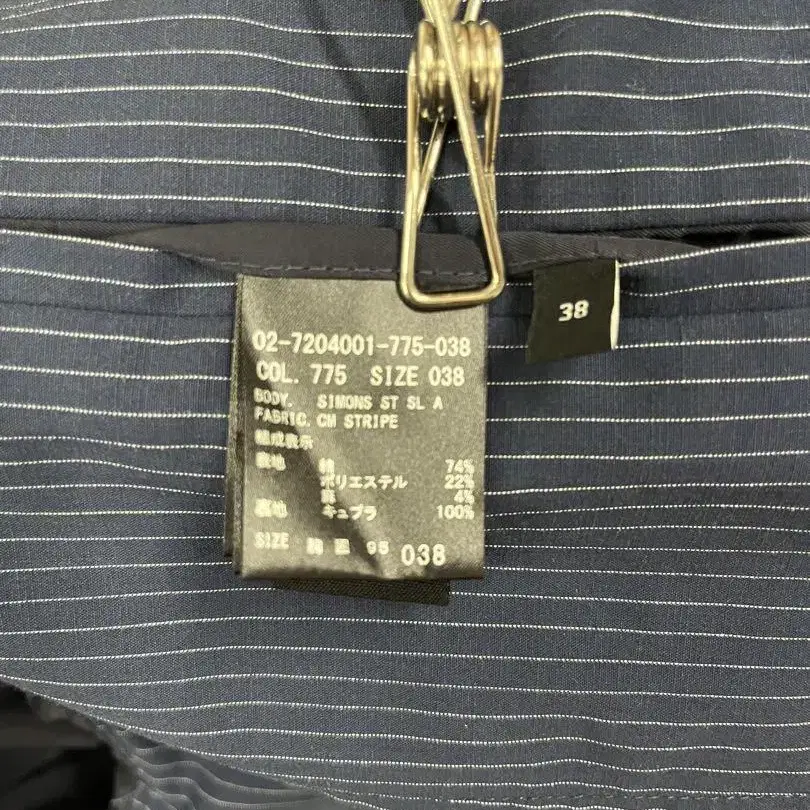 02-7204001-775-038
COL. 775 SIZE 038
BODY. SIMONS ST SL A
FABRIC. CM STRIPE
組成表示
表地 綿 74%
ポリエステル 22%
麻 4%
裏地 キュプラ 100%
SIZE 韓国 95 038
38